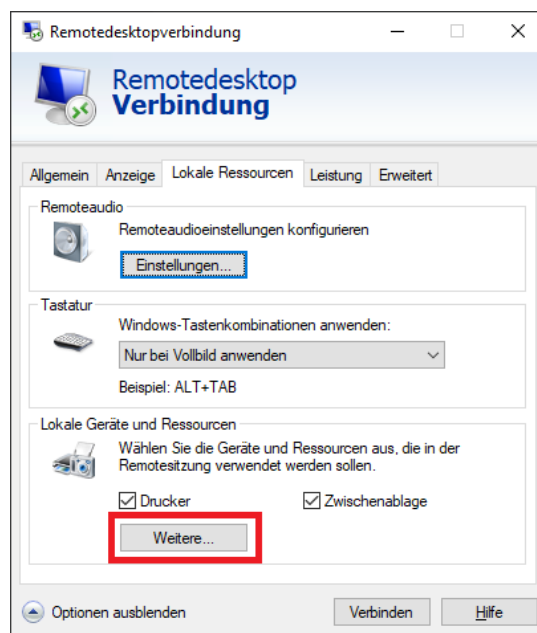 Remotedesktopverbindung
Remotedesktop
Verbindung
Allgemein Anzeige Lokale Ressourcen Leistung Erweitert
Remoteaudio
Remoteaudioeinstellungen konfigurieren
Einstellungen...
Tastatur
Windows-Tastenkombinationen anwenden:
Nur bei Vollbild anwenden
Beispiel: ALT+TAB
Lokale Geräte und Ressourcen
Wählen Sie die Geräte und Ressourcen aus, die in der
Remotesitzung verwendet werden sollen.
Drucker Zwischenablage
Weitere...
Optionen ausblenden Verbinden Hilfe